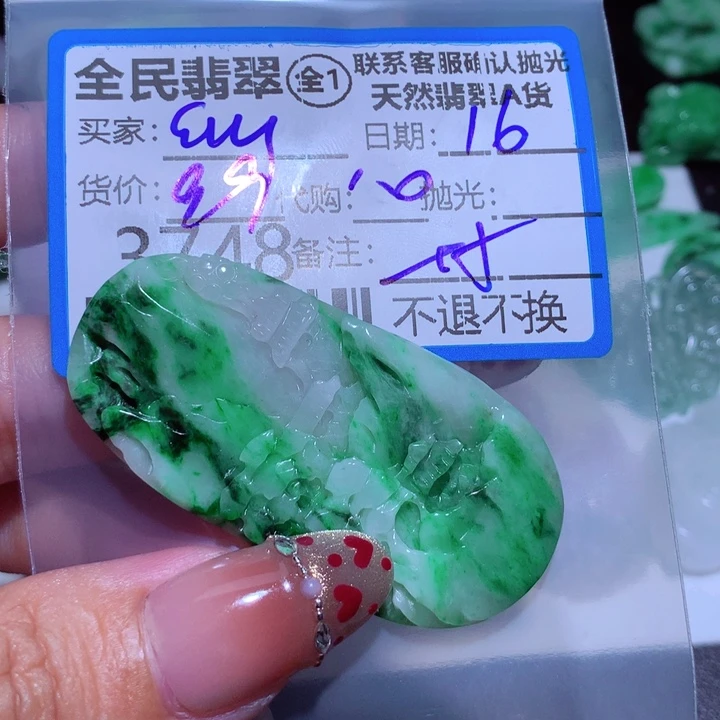 全民翡翠 全1 联系客服确认抛光
天然翡翠A货
买家: 日期: 16
货价: 99 代购: 10 抛光:
3748 备注:
不退不换